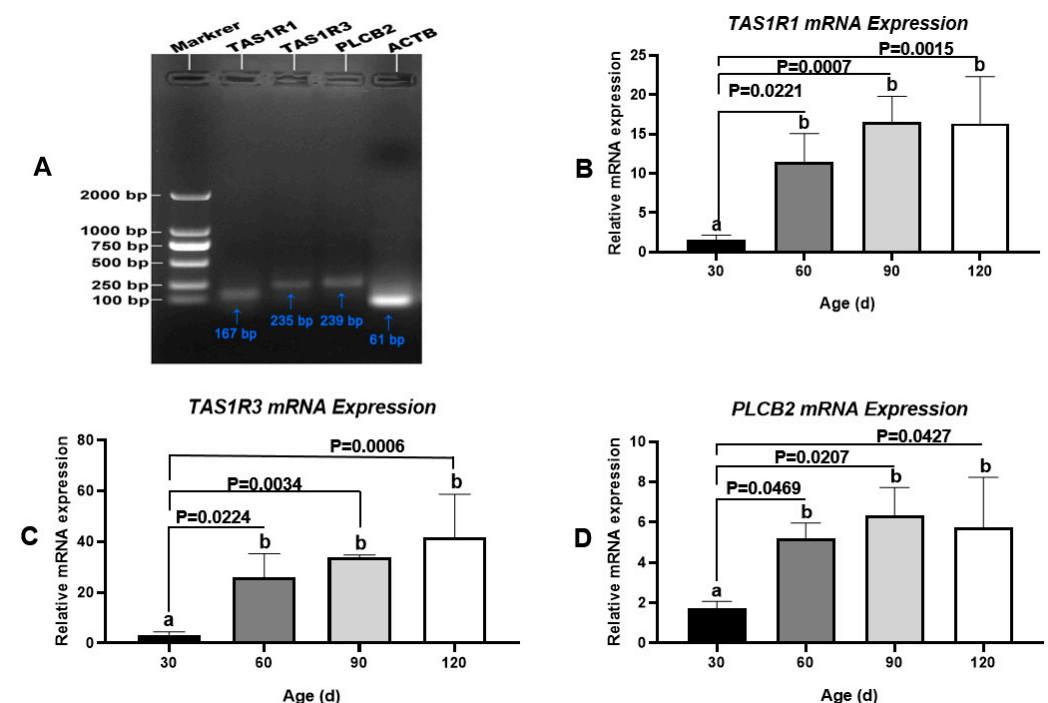 Markrer TAS1R1 TAS1R3 PLCB2 ACTB
A
2000 bp
1000 bp
750 bp
500 bp
250 bp
100 bp
167 bp
235 bp
239 bp
61 bp
B
TAS1R1 mRNA Expression
Relative mRNA expression
25
20
15
10
5
0
P=0.0015
P=0.0007
P=0.0221
a
b
b
b
30 60 90 120
Age (d)
C
TAS1R3 mRNA Expression
Relative mRNA expression
80
60
40
20
0
P=0.0006
P=0.0034
P=0.0224
a
b
b
b
30 60 90 120
Age (d)
D
PLCB2 mRNA Expression
Relative mRNA expression
10
8
6
4
2
0
P=0.0427
P=0.0207
P=0.0469
a
b
b
b
30 60 90 120
Age (d)